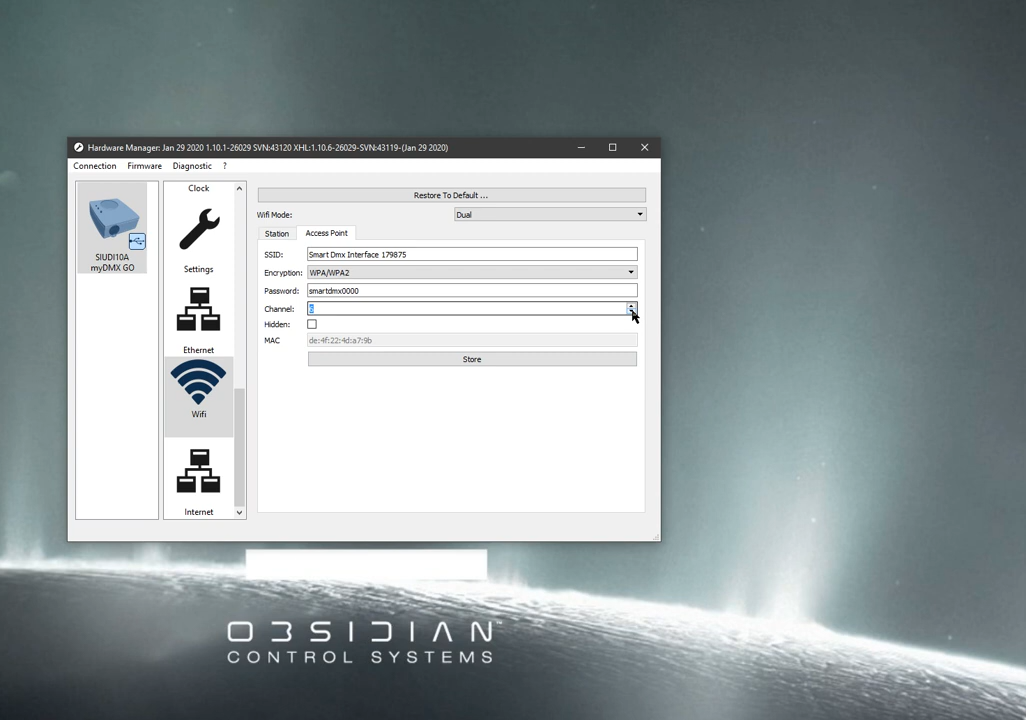 Hardware Manager: Jan 29 2020 1.10.1-26029 SVN:43120 XHL:1.10.6-26029-SVN:43119-(Jan 29 2020)
Connection Firmware Diagnostic ?
SIUDI10A
myDMX GO
Clock
Settings
Ethernet
Wifi
Internet
Restore To Default ...
Wifi Mode: Dual
Station Access Point
SSID: Smart Dmx Interface 179875
Encryption: WPA/WPA2
Password: smartdmx0000
Channel:
Hidden:
MAC de:4f:22:4d:a7:9b
Store
OBSIDIAN™
CONTROL SYSTEMS